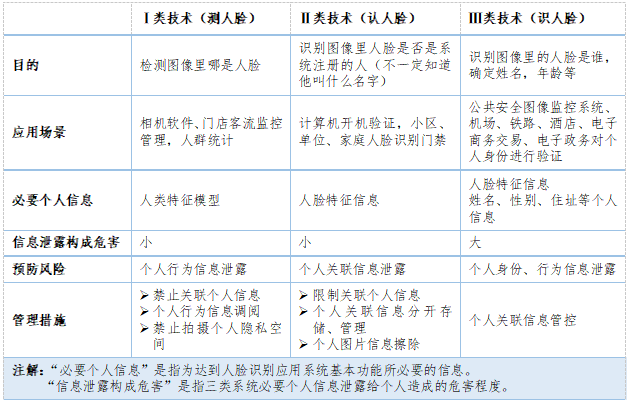 I类技术（测人脸） II类技术（认人脸） III类技术（识人脸）
目的
检测图像里哪是人脸
识别图像里人脸是否是系
统注册的人（不一定知道
他叫什么名字）
识别图像里的人脸是谁，
确定姓名，年龄等
应用场景
相机软件、门店客流监控
管理，人群统计
计算机开机验证，小区、
单位、家庭人脸识别门禁
公共安全图像监控系统、
机场、铁路、酒店、电子
商务交易、电子政务对个
人身份进行验证
必要个人信息
人类特征模型
人脸特征信息
人脸特征信息
姓名、性别、住址等个人
信息
信息泄露构成危害 小 小 大
预防风险 个人行为信息泄露 个人关联信息泄露 个人身份、行为信息泄露
管理措施
➢ 禁止关联个人信息
➢ 个人行为信息调阅
➢ 禁止拍摄个人隐私空
间
➢ 限制关联个人信息
➢ 个人关联信息分开存
储、管理
➢ 个人图片信息擦除
个人关联信息管控
注解：“必要个人信息”是指为达到人脸识别应用系统基本功能所必要的信息。
“信息泄露构成危害”是指三类系统必要个人信息泄露给个人造成的危害程度。